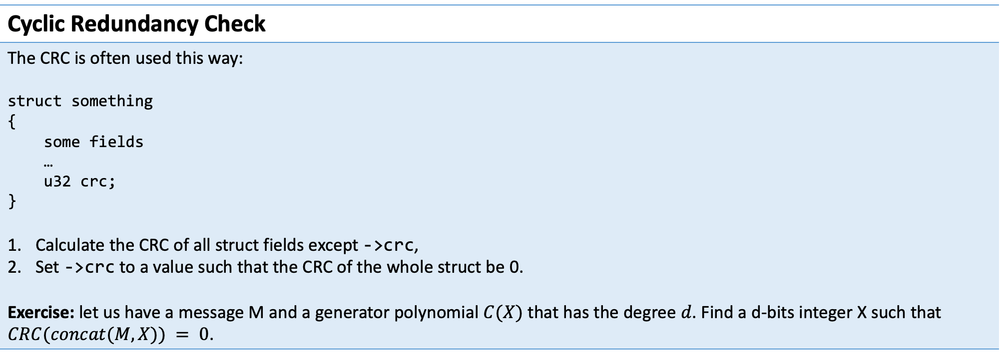 Cyclic Redundancy Check
The CRC is often used this way:
struct something
{
some fields
…
u32 crc;
}
1. Calculate the CRC of all struct fields except ->crc,
2. Set ->crc to a value such that the CRC of the whole struct be 0.
Exercise: let us have a message M and a generator polynomial C(X) that has the degree d. Find a d-bits integer X such that
CRC(concat(M,X)) = 0.